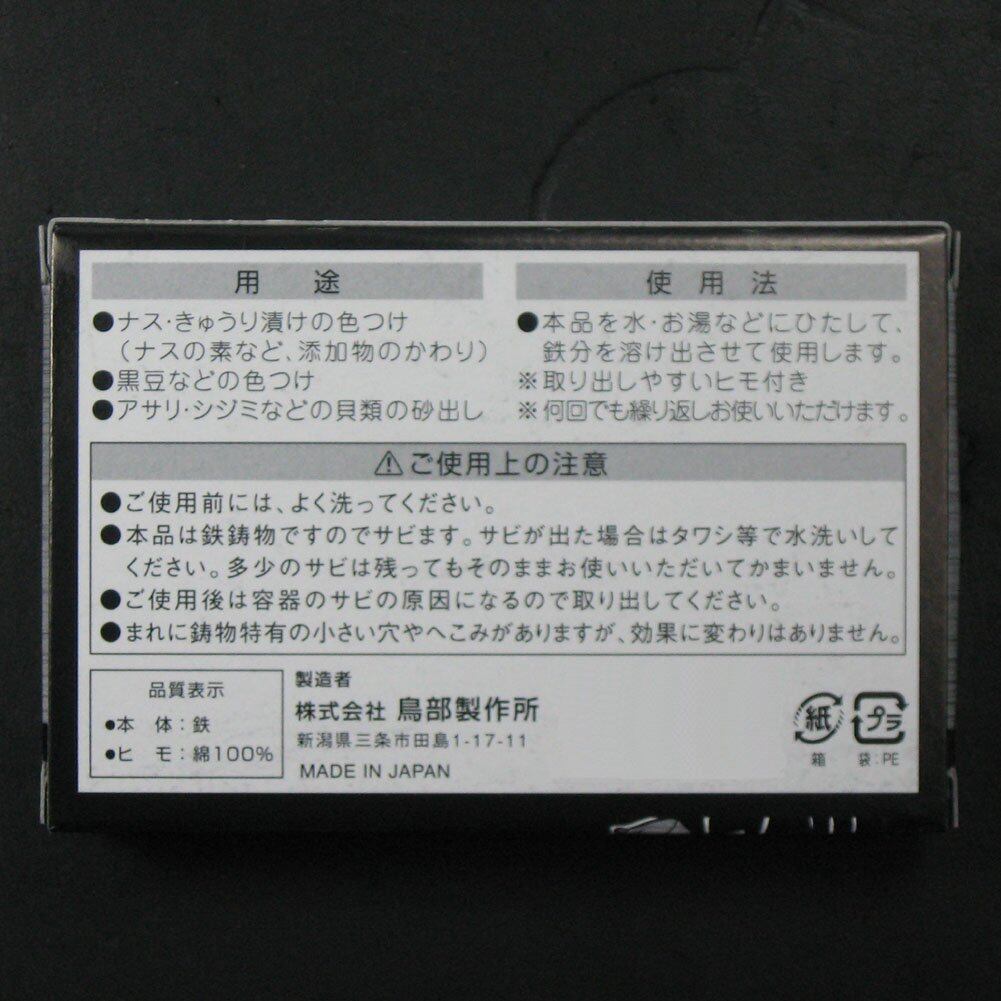 用途
●ナス・きゅうり漬けの色つけ
（ナスの素など、添加物のかわり）
●黒豆などの色つけ
●アサリ・シジミなどの貝類の砂出し
使用法
●本品を水・お湯などにひたして、
鉄分を溶け出させて使用します。
※取り出しやすいヒモ付き
※何回でも繰り返しお使いいただけます。
⚠ご使用上の注意
●ご使用前には、よく洗ってください。
●本品は鉄鋳物ですのでサビます。サビが出た場合はタワシ等で水洗いして
ください。多少のサビは残ってもそのままお使いいただいてかまいません。
●ご使用後は容器のサビの原因になるので取り出してください。
●まれに鋳物特有の小さい穴やへこみがありますが、効果に変わりはありません。
品質表示
●本　体：鉄
●ヒ　モ：綿100%
製造者
株式会社 鳥部製作所
新潟県三条市田島1-17-11
MADE IN JAPAN
紙
箱
プラ
袋：PE